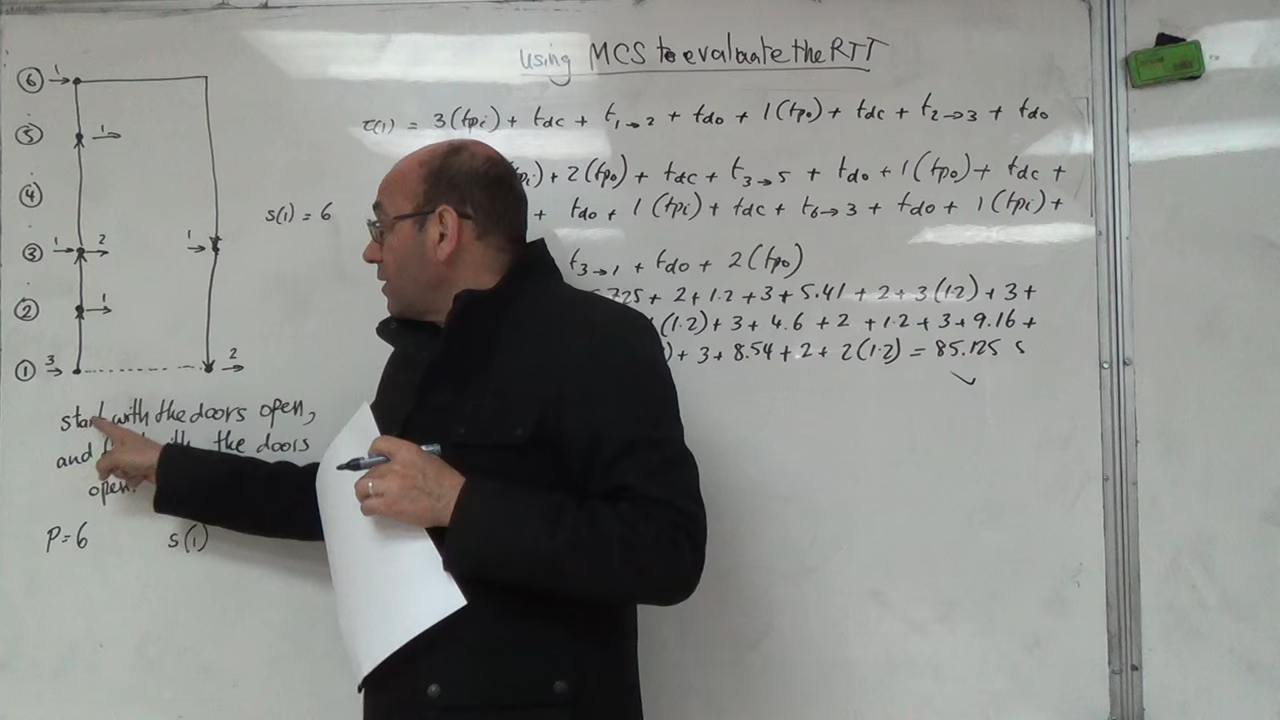 Using MCS to evaluate the RTT
1 ⑥
⑤ 1
④
③ 1 2 1
② 1
① 3 2
s(1) = 6
τ(1) = 3(tpi) + tdc + t1→2 + tdo + 1(tpo) + tdc + t2→3 + tdo
pi) + 2(tpo) + tdc + t3→5 + tdo + 1(tpo) + tdc +
+ tdo + 1(tpi) + tdc + t6→3 + tdo + 1(tpi) +
t3→1 + tdo + 2(tpo)
5.725 + 2 + 1.2 + 3 + 5.41 + 2 + 3(1.2) + 3 +
(1.2) + 3 + 4.6 + 2 + 1.2 + 3 + 9.16 +
) + 3 + 8.54 + 2 + 2(1.2) = 85.125 s
start with the doors open,
and with the doors
open.
P=6 s(1)